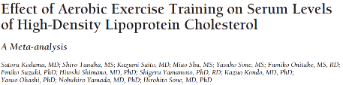 Effect of Aerobic Exercise Training on Serum Levels
of High-Density Lipoprotein Cholesterol
A Meta-analysis
Satoru Kodama, MD; Shiro Tanaka, MS; Kazumi Saito, MD; Miao Shu, MS; Yasuko Sone, MS; Fumiko Onitake, MS, RD;
Emiko Suzuki, PhD; Hitoshi Shimano, MD, PhD; Shigeru Yamamoto, PhD, RD; Kazuo Kondo, MD, PhD;
Yasuo Ohashi, PhD; Nobuhiro Yamada, MD, PhD; Hirohito Sone, MD, PhD